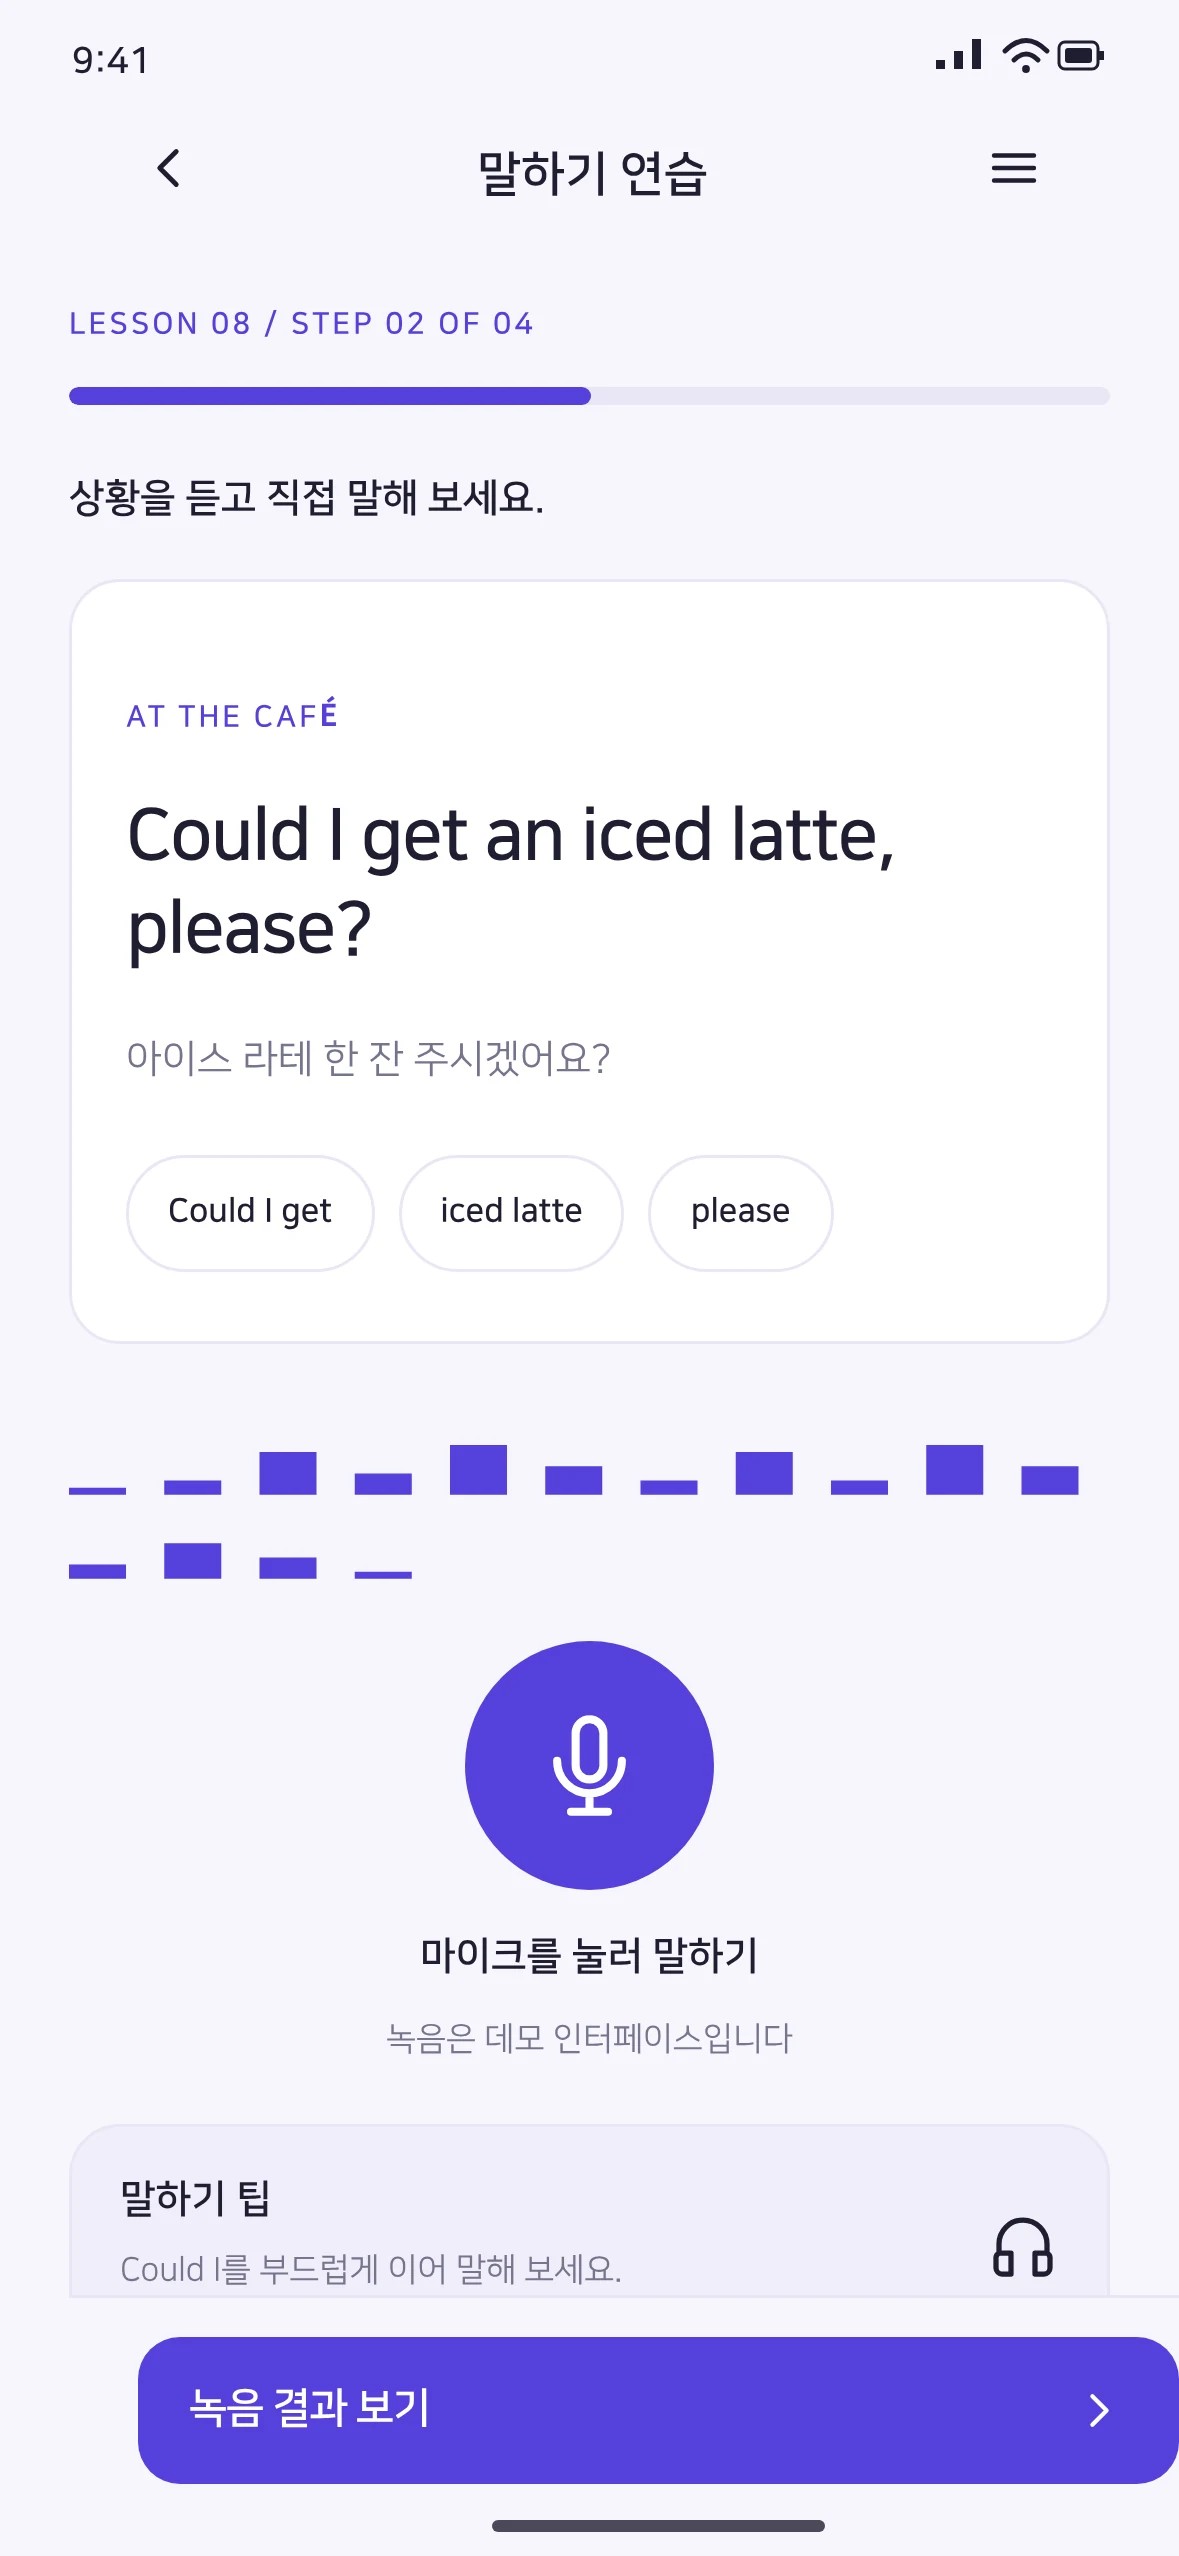 9:41
말하기 연습
LESSON 08 / STEP 02 OF 04
상황을 듣고 직접 말해 보세요.
AT THE CAFÉ
Could I get an iced latte,
please?
아이스 라테 한 잔 주시겠어요?
Could I get
iced latte
please
마이크를 눌러 말하기
녹음은 데모 인터페이스입니다
말하기 팁
Could I를 부드럽게 이어 말해 보세요.
녹음 결과 보기